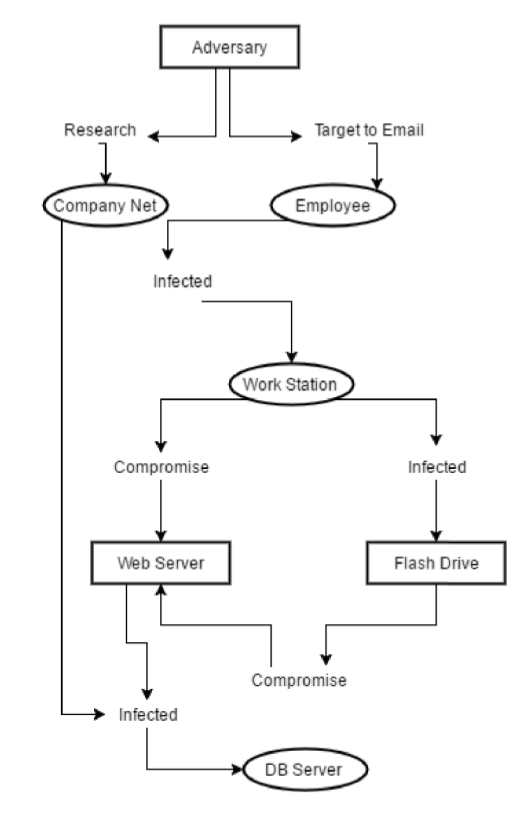 Adversary
Research
Target to Email
Company Net
Employee
Infected
Work Station
Compromise
Infected
Web Server
Flash Drive
Compromise
Infected
DB Server